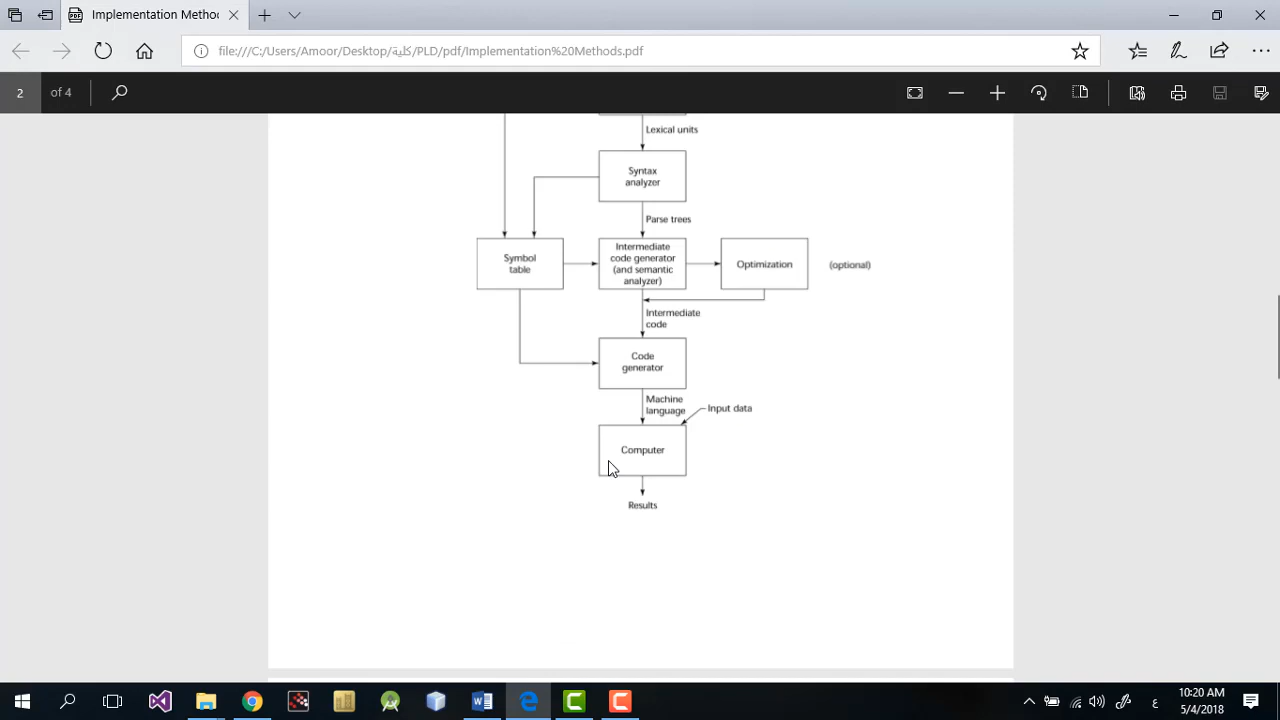 Implementation Methods
file:///C:/Users/Amoor/Desktop/كلية/PLD/pdf/Implementation%20Methods.pdf
2
of 4
Lexical units
Syntax
analyzer
Parse trees
Symbol
table
Intermediate
code generator
(and semantic
analyzer)
Optimization
(optional)
Intermediate
code
Code
generator
Machine
language
Input data
Computer
Results
ع
10:20 AM
5/4/2018